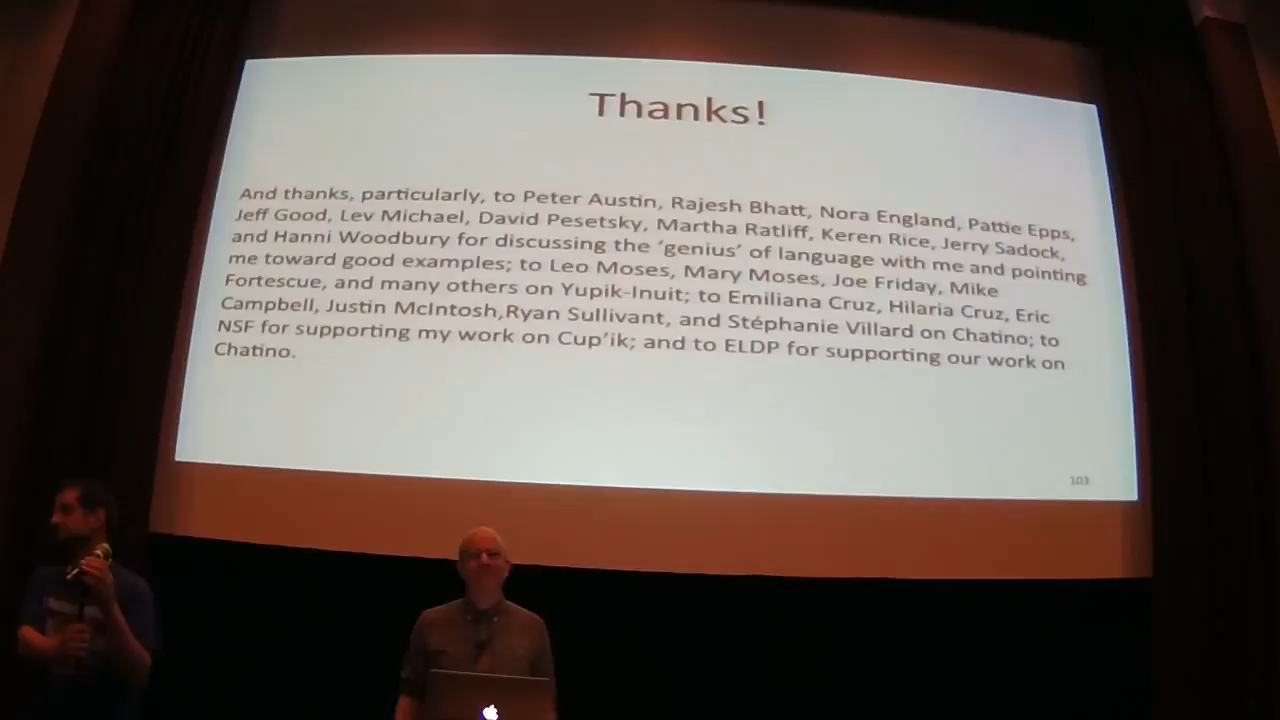 Thanks!
And thanks, particularly, to Peter Austin, Rajesh Bhatt, Nora England, Pattie Epps,
Jeff Good, Lev Michael, David Pesetsky, Martha Ratliff, Keren Rice, Jerry Sadock,
and Hanni Woodbury for discussing the ‘genius’ of language with me and pointing
me toward good examples; to Leo Moses, Mary Moses, Joe Friday, Mike
Fortescue, and many others on Yupik-Inuit; to Emiliana Cruz, Hilaria Cruz, Eric
Campbell, Justin McIntosh,Ryan Sullivant, and Stéphanie Villard on Chatino; to
NSF for supporting my work on Cup’ik; and to ELDP for supporting our work on
Chatino.
103